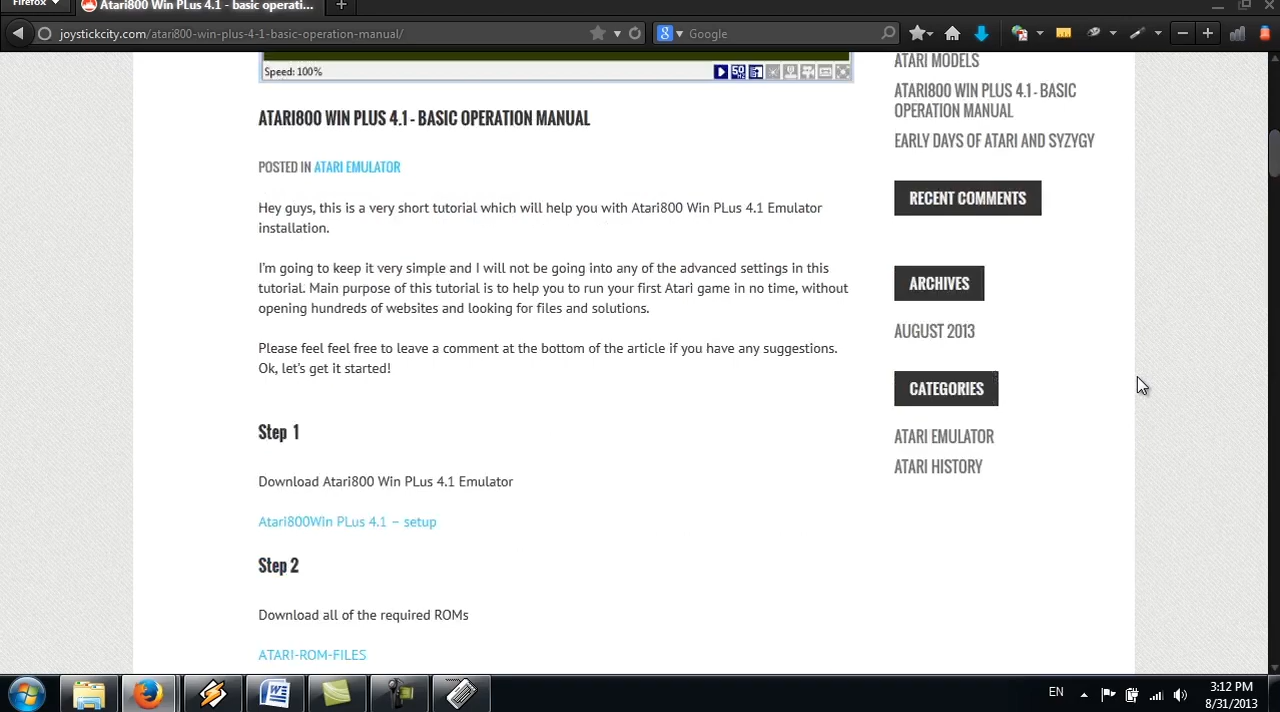 Firefox
Atari800 Win PLus 4.1 - basic operati...
joystickcity.com/atari800-win-plus-4-1-basic-operation-manual/
Google
Speed: 100%
ATARI800 WIN PLUS 4.1 - BASIC OPERATION MANUAL
POSTED IN ATARI EMULATOR
Hey guys, this is a very short tutorial which will help you with Atari800 Win PLus 4.1 Emulator
installation.
I'm going to keep it very simple and I will not be going into any of the advanced settings in this
tutorial. Main purpose of this tutorial is to help you to run your first Atari game in no time, without
opening hundreds of websites and looking for files and solutions.
Please feel feel free to leave a comment at the bottom of the article if you have any suggestions.
Ok, let's get it started!
Step 1
Download Atari800 Win PLus 4.1 Emulator
Atari800Win PLus 4.1 – setup
Step 2
Download all of the required ROMs
ATARI-ROM-FILES
ATARI MODELS
ATARI800 WIN PLUS 4.1 - BASIC
OPERATION MANUAL
EARLY DAYS OF ATARI AND SYZYGY
RECENT COMMENTS
ARCHIVES
AUGUST 2013
CATEGORIES
ATARI EMULATOR
ATARI HISTORY
EN
3:12 PM
8/31/2013